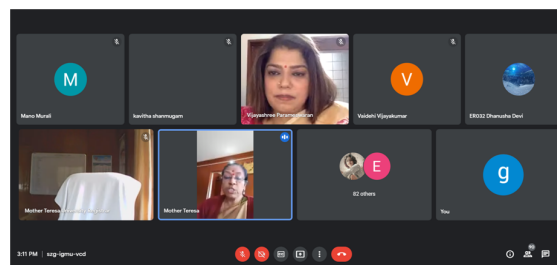 M
Mano Murali
kavitha shanmugam
Vijayashree Parameswaran
V
Vaidehi Vijayakumar
ER032 Dhanusha Devi
Mother Teresa
Mother Teresa
E
82 others
g
You
3:11 PM | szg-igmu-vcd